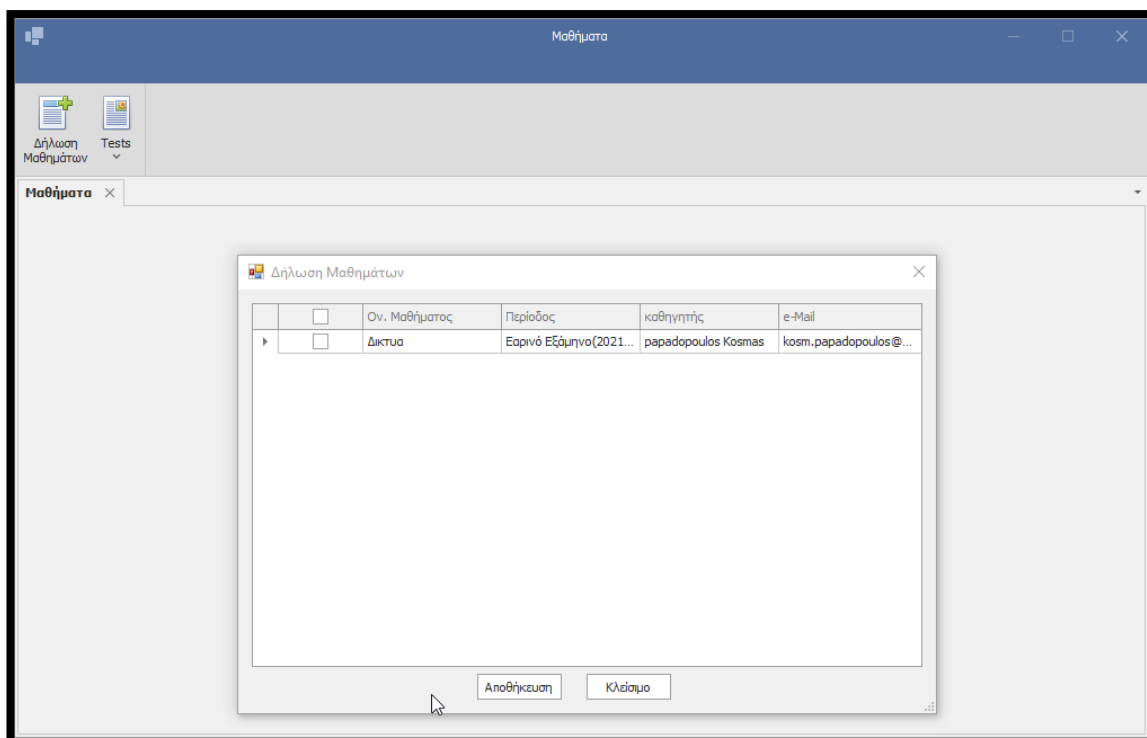 Μαθήματα
Δήλωση Μαθημάτων
Tests
Μαθήματα
Δήλωση Μαθημάτων
Ον. Μαθήματος Περίοδος καθηγητής e-Mail
Δικτυα Εαρινό Εξάμηνο(2021... papadopoulos Kosmas kosm.papadopoulos@...
Αποθήκευση Κλείσιμο